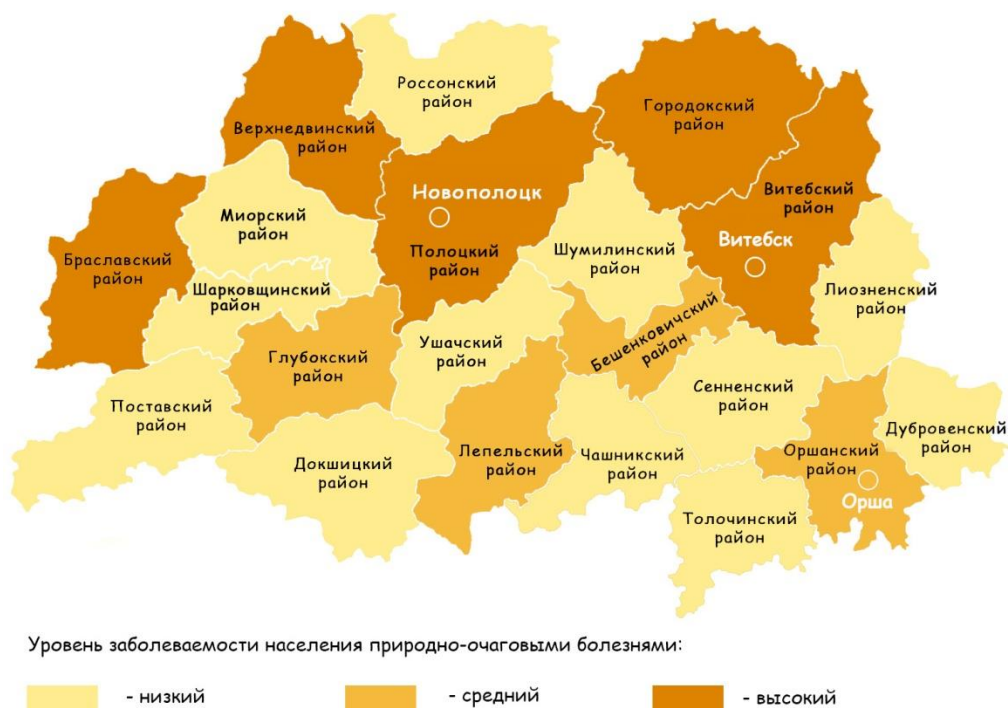 Россонский
район
Городокский
район
Верхнедвинский
район
Витебский
район
Новополоцк
Миорский
район
Витебск
Шумилинский
район
Полоцкий
район
Браславский
район
Шарковщинский
район
Лиозненский
район
Бешенковичский
район
Ушачский
район
Глубокский
район
Сенненский
район
Поставский
район
Дубровенский
район
Оршанский
район
Лепельский
район
Чашникский
район
Докшицкий
район
Орша
Толочинский
район
Уровень заболеваемости населения природно-очаговыми болезнями:
- низкий
- средний
- высокий